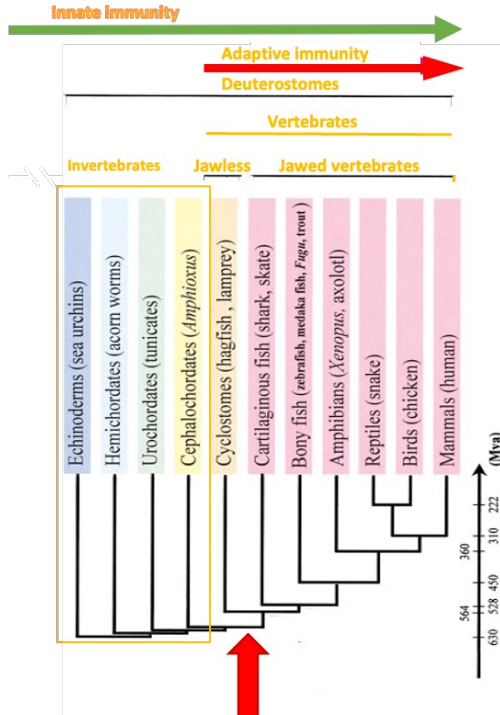 Innate immunity
Adaptive immunity
Deuterostomes
Vertebrates
Invertebrates
Jawless
Jawed vertebrates
Echinoderms (sea urchins)
Hemichordates (acorn worms)
Urochordates (tunicates)
Cephalochordates (Amphioxus)
Cyclostomes (hagfish , lamprey)
Cartilaginous fish (shark, skate)
Bony fish (zebrafish, medaka fish, Fugu, trout)
Amphibians (Xenopus, axolotl)
Reptiles (snake)
Birds (chicken)
Mammals (human)
(Mya)
222
310
360
450
528
564
630